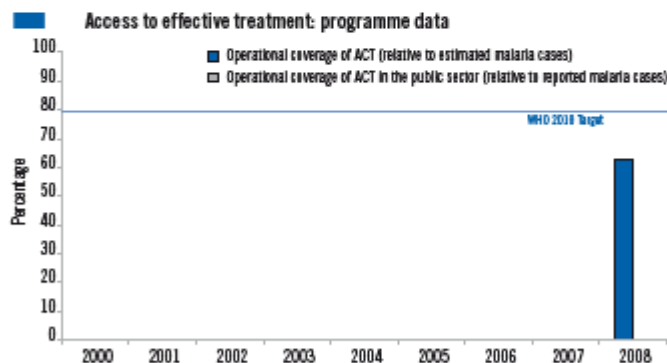 Access to effective treatment: programme data
Operational coverage of ACT (relative to estimated malaria cases)
Operational coverage of ACT in the public sector (relative to reported malaria cases)
WHO 2010 Target
Percentage
100
90
80
70
60
50
40
30
20
10
0
2000 2001 2002 2003 2004 2005 2006 2007 2008